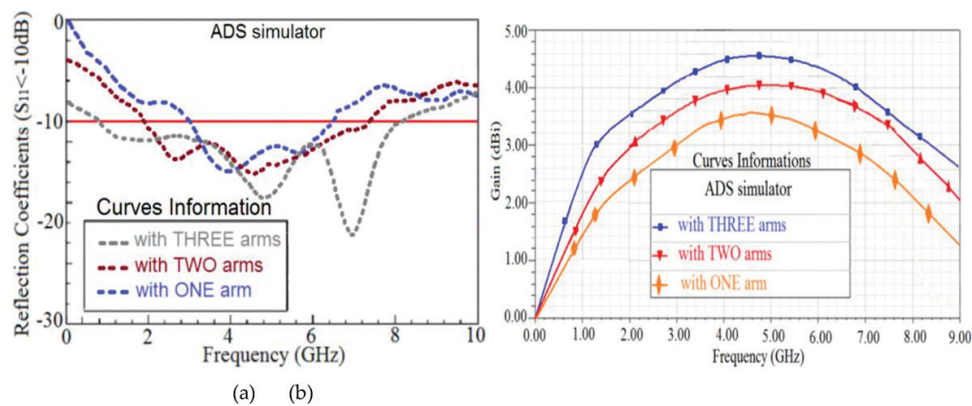 ADS simulator
Reflection Coefficients (S11<-10dB)
0
-10
-20
-30
Curves Information
with THREE arms
with TWO arms
with ONE arm
0
2
4
6
8
10
Frequency (GHz)
5.00
4.00
3.00
2.00
1.00
0.00
Gain (dBi)
Curves Informations
ADS simulator
with THREE arms
with TWO arms
with ONE arm
0.00 1.00 2.00 3.00 4.00 5.00 6.00 7.00 8.00 9.00
Frequency (GHz)
(a) (b)